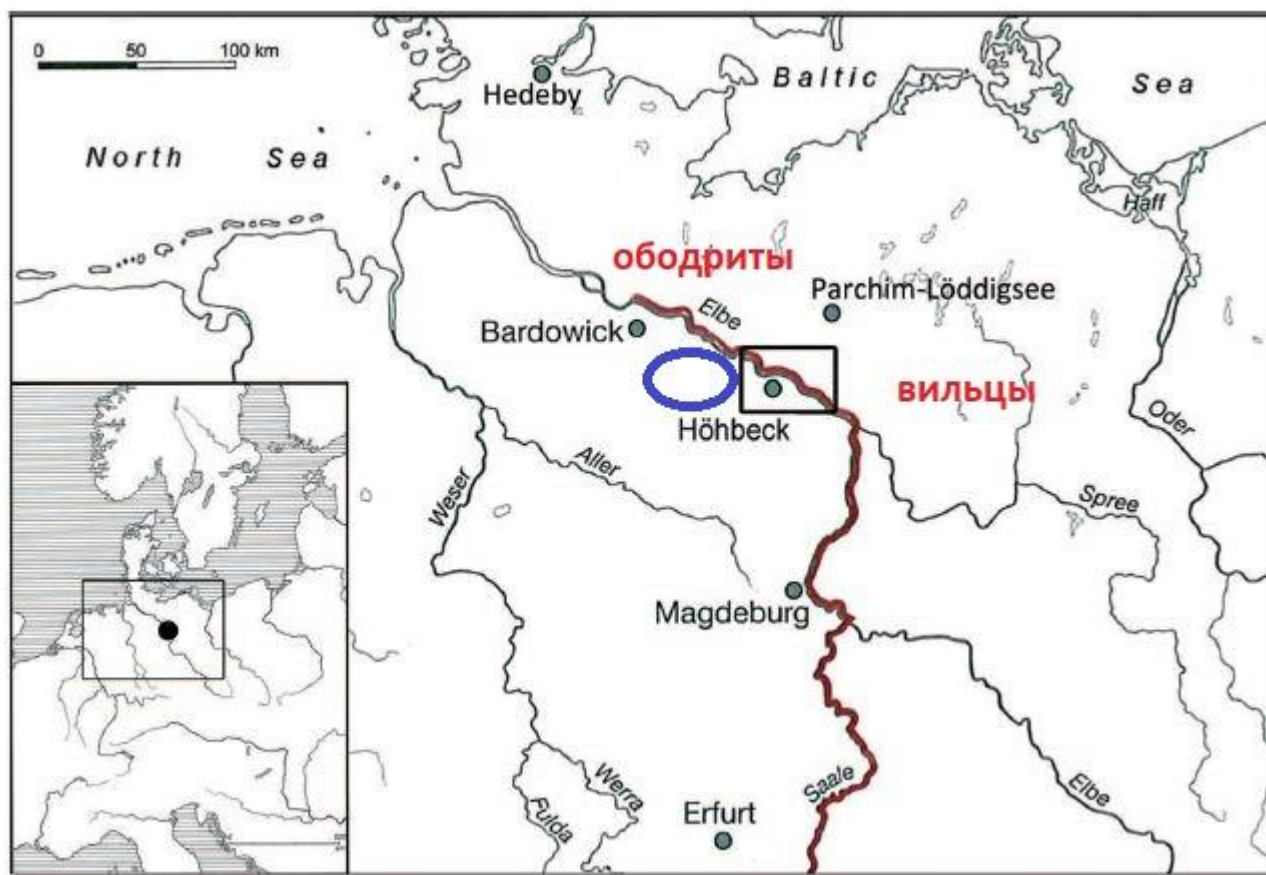 0 50 100 km
Hedeby
Baltic Sea
North Sea
Haff
ободриты
Parchim-Löddigsee
Elbe
Bardowick
вильцы
Höhbeck
Oder
Aller
Weser
Spree
Magdeburg
Werra
Saale
Elbe
Fulda
Erfurt